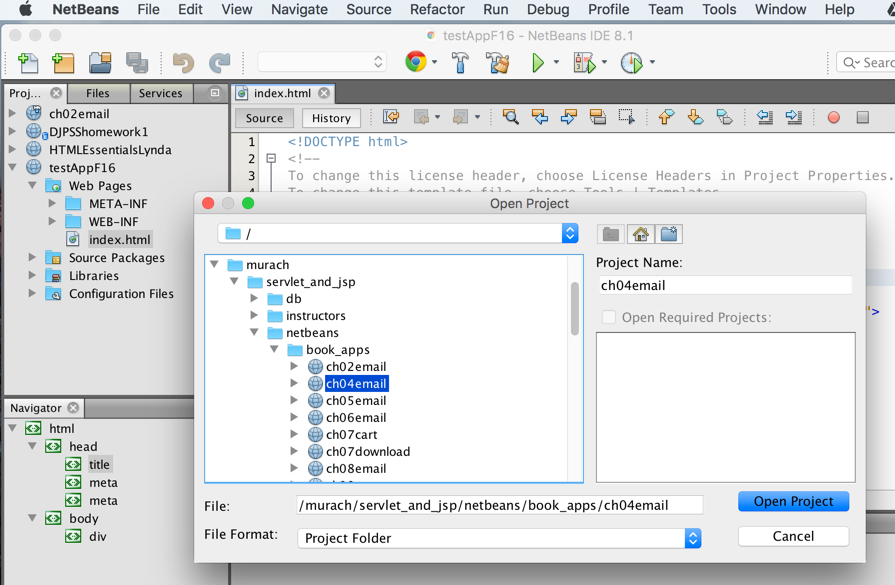 NetBeans File Edit View Navigate Source Refactor Run Debug Profile Team Tools Window Help
testAppF16 - NetBeans IDE 8.1
Proj... Files Services
index.html
Source History
ch02email
DJPSShomework1
HTMLEssentialsLynda
testAppF16
Web Pages
META-INF
WEB-INF
index.html
Source Packages
Libraries
Configuration Files
1 <!DOCTYPE html>
2 <!--
3 To change this license header, choose License Headers in Project Properties.
4 To change this template file, choose Tools | Templates
">
Navigator
html
head
title
meta
meta
body
div
Open Project
/
murach
servlet_and_jsp
db
instructors
netbeans
book_apps
ch02email
ch04email
ch05email
ch06email
ch07cart
ch07download
ch08email
Project Name:
ch04email
Open Required Projects:
File: /murach/servlet_and_jsp/netbeans/book_apps/ch04email
File Format: Project Folder
Open Project
Cancel